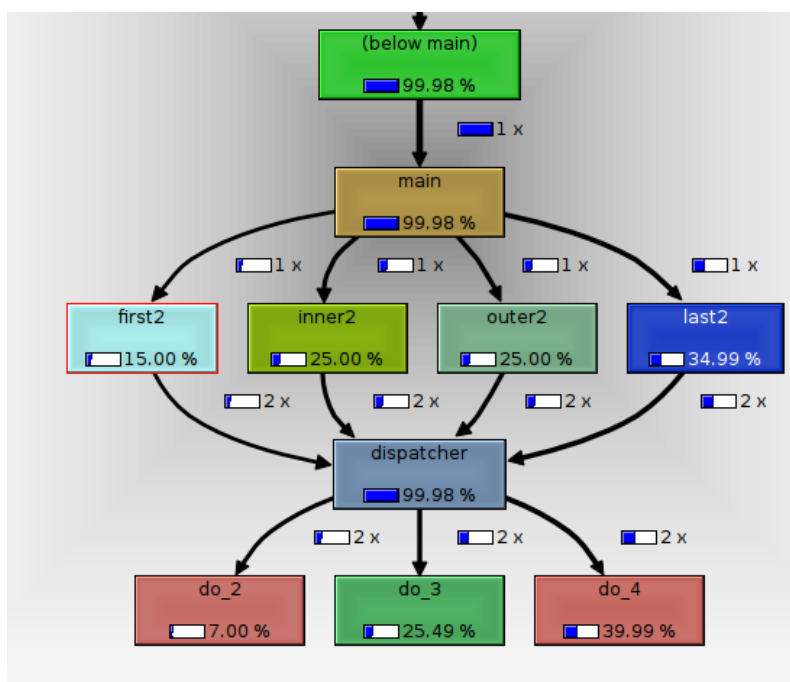 (below main)
99.98 %
1 x
main
99.98 %
1 x
1 x
1 x
1 x
first2
inner2
outer2
last2
15.00 %
25.00 %
25.00 %
34.99 %
2 x
2 x
2 x
2 x
dispatcher
99.98 %
2 x
2 x
2 x
do_2
do_3
do_4
7.00 %
25.49 %
39.99 %